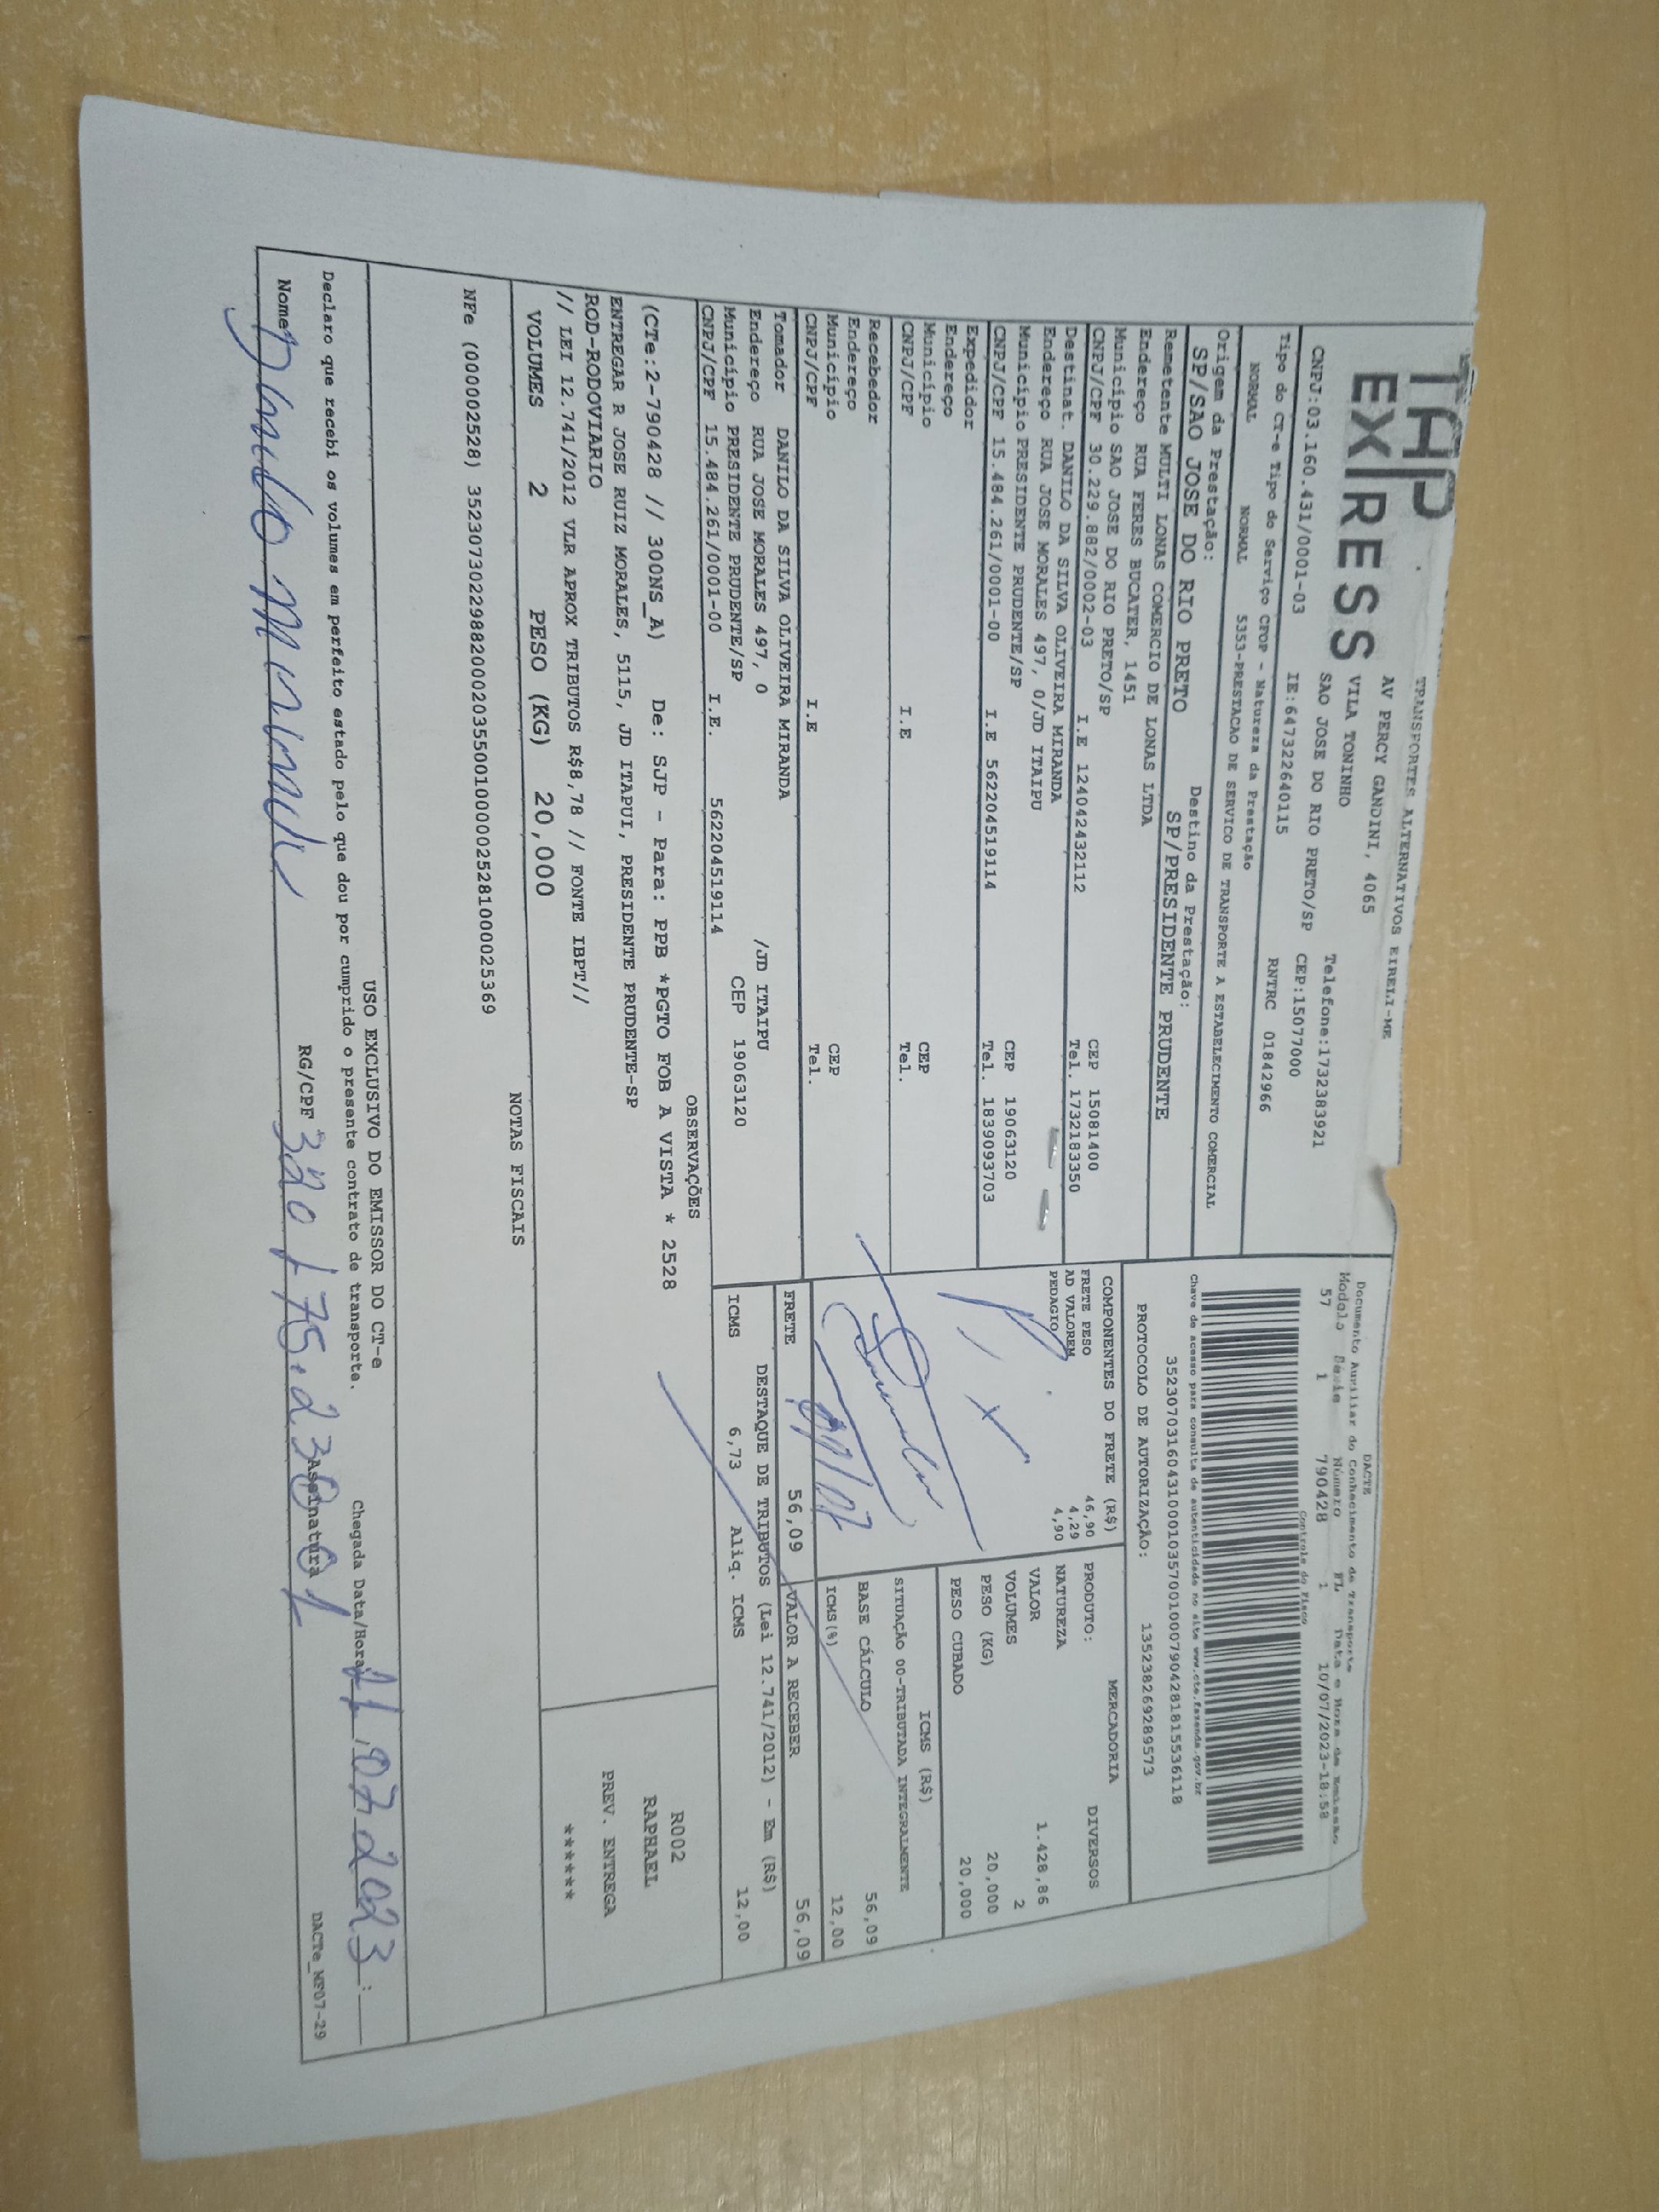 TAP
EX|RESS
TRANSPORTES ALTERNATIVOS EIRELI-ME
AV PERCY GANDINI, 4065
VILA TONINHO Telefone:1732383921
SAO JOSE DO RIO PRETO/SP CEP:15077000
CNPJ:03.160.431/0001-03 IE:647322640115 RNTRC 01842966
Tipo do CT-e Tipo do Serviço CFOP - Natureza da Prestação
NORMAL NORMAL 5353-PRESTACAO DE SERVICO DE TRANSPORTE A ESTABELECIMENTO COMERCIAL
Origem da Prestação: Destino da Prestação:
SP/SAO JOSE DO RIO PRETO SP/PRESIDENTE PRUDENTE
Remetente MULTI LONAS COMERCIO DE LONAS LTDA
Endereço RUA FERES BUCATER, 1451
Município SAO JOSE DO RIO PRETO/SP CEP 15081400
CNPJ/CPF 30.229.882/0002-03 I.E 124042432112 Tel. 1732183350
Destinat. DANILO DA SILVA OLIVEIRA MIRANDA
Endereço RUA JOSE MORALES 497, 0/JD ITAIPU
Município PRESIDENTE PRUDENTE/SP CEP 19063120
CNPJ/CPF 15.484.261/0001-00 I.E 562204519114 Tel. 1839093703
Expedidor
Endereço
Município CEP
CNPJ/CPF I.E Tel.
Recebedor
Endereço
Município CEP
CNPJ/CPF I.E Tel.
Tomador DANILO DA SILVA OLIVEIRA MIRANDA
Endereço RUA JOSE MORALES 497, 0 /JD ITAIPU
Município PRESIDENTE PRUDENTE/SP CEP 19063120
CNPJ/CPF 15.484.261/0001-00 I.E. 562204519114
DACTE
Documento Auxiliar do Conhecimento de Transporte
Modalo Série Número FL Data e Hora de Emissão
57 1 790428 1 10/07/2023-18:58
Controle do Fisco
Chave de acesso para consulta de autenticidade no site www.cte.fazenda.gov.br
35230703160431000103570010007904281815536118
PROTOCOLO DE AUTORIZAÇÃO: 135238269289573
COMPONENTES DO FRETE (R$)
FRETE PESO 46,90
AD VALOREM 4,29
PEDAGIO 4,90
MERCADORIA
PRODUTO: DIVERSOS
NATUREZA
VALOR 1.428,86
VOLUMES 2
PESO (KG) 20,000
PESO CUBADO 20,000
ICMS (R$)
SITUAÇÃO 00-TRIBUTADA INTEGRALMENTE
BASE CÁLCULO 56,09
ICMS(%) 12,00
FRETE 56,09 VALOR A RECEBER 56,09
DESTAQUE DE TRIBUTOS (Lei 12.741/2012) - Em (R$)
ICMS 6,73 Aliq. ICMS 12,00
OBSERVAÇÕES
(CTe:2-790428 // 300NS_A) De: SJP - Para: PPB *PGTO FOB A VISTA * 2528
ENTREGAR R JOSE RUIZ MORALES, 5115, JD ITAPUI, PRESIDENTE PRUDENTE-SP
ROD-RODOVIARIO
// LEI 12.741/2012 VLR APROX TRIBUTOS R$8,78 // FONTE IBPT//
R002
RAPHAEL
PREV. ENTREGA
******
VOLUMES 2 PESO (KG) 20,000
NOTAS FISCAIS
NFe (000002528) 35230730229882000203550010000025281000025369
USO EXCLUSIVO DO EMISSOR DO CT-e
Declaro que recebi os volumes em perfeito estado pelo que dou por cumprido o presente contrato de transporte. Chegada Data/Hora 21.07.2023 :
Nome Danilo Miranda RG/CPF Assinatura
DACTe_NF07-29